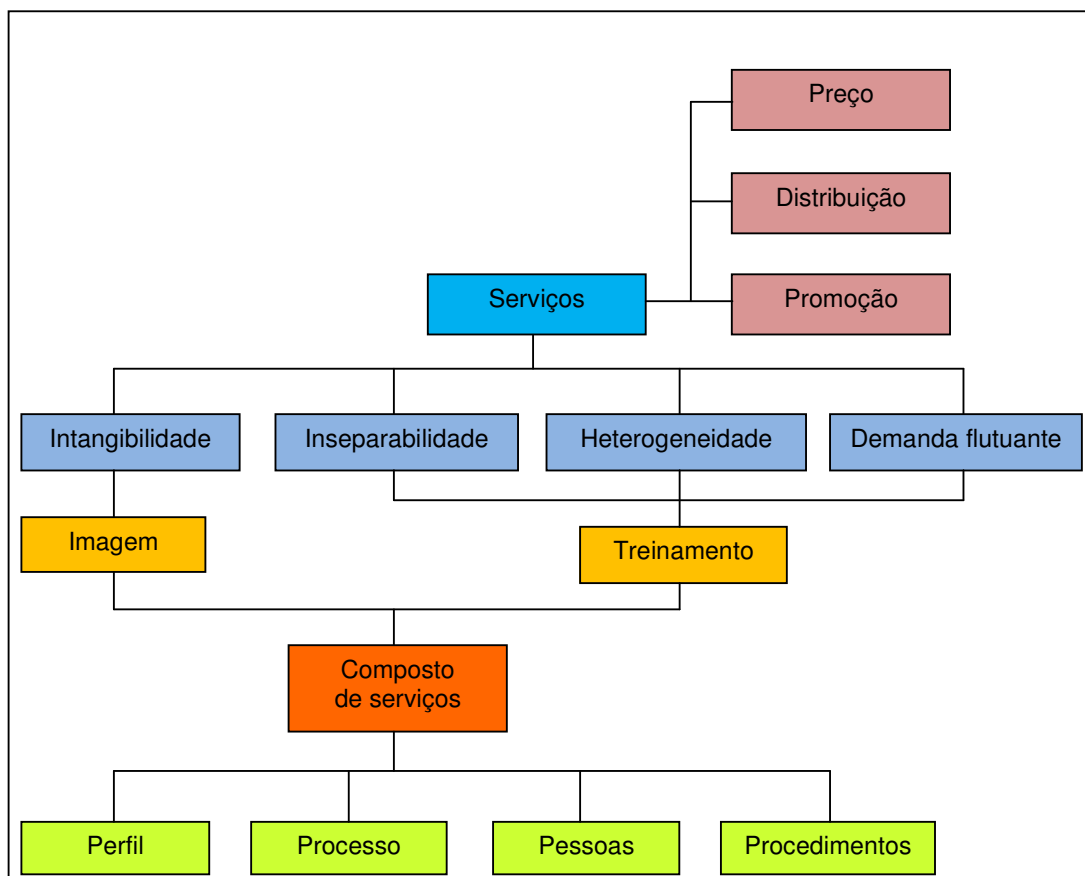 Preço
Distribuição
Serviços
Promoção
Intangibilidade
Inseparabilidade
Heterogeneidade
Demanda flutuante
Imagem
Treinamento
Composto
de serviços
Perfil
Processo
Pessoas
Procedimentos